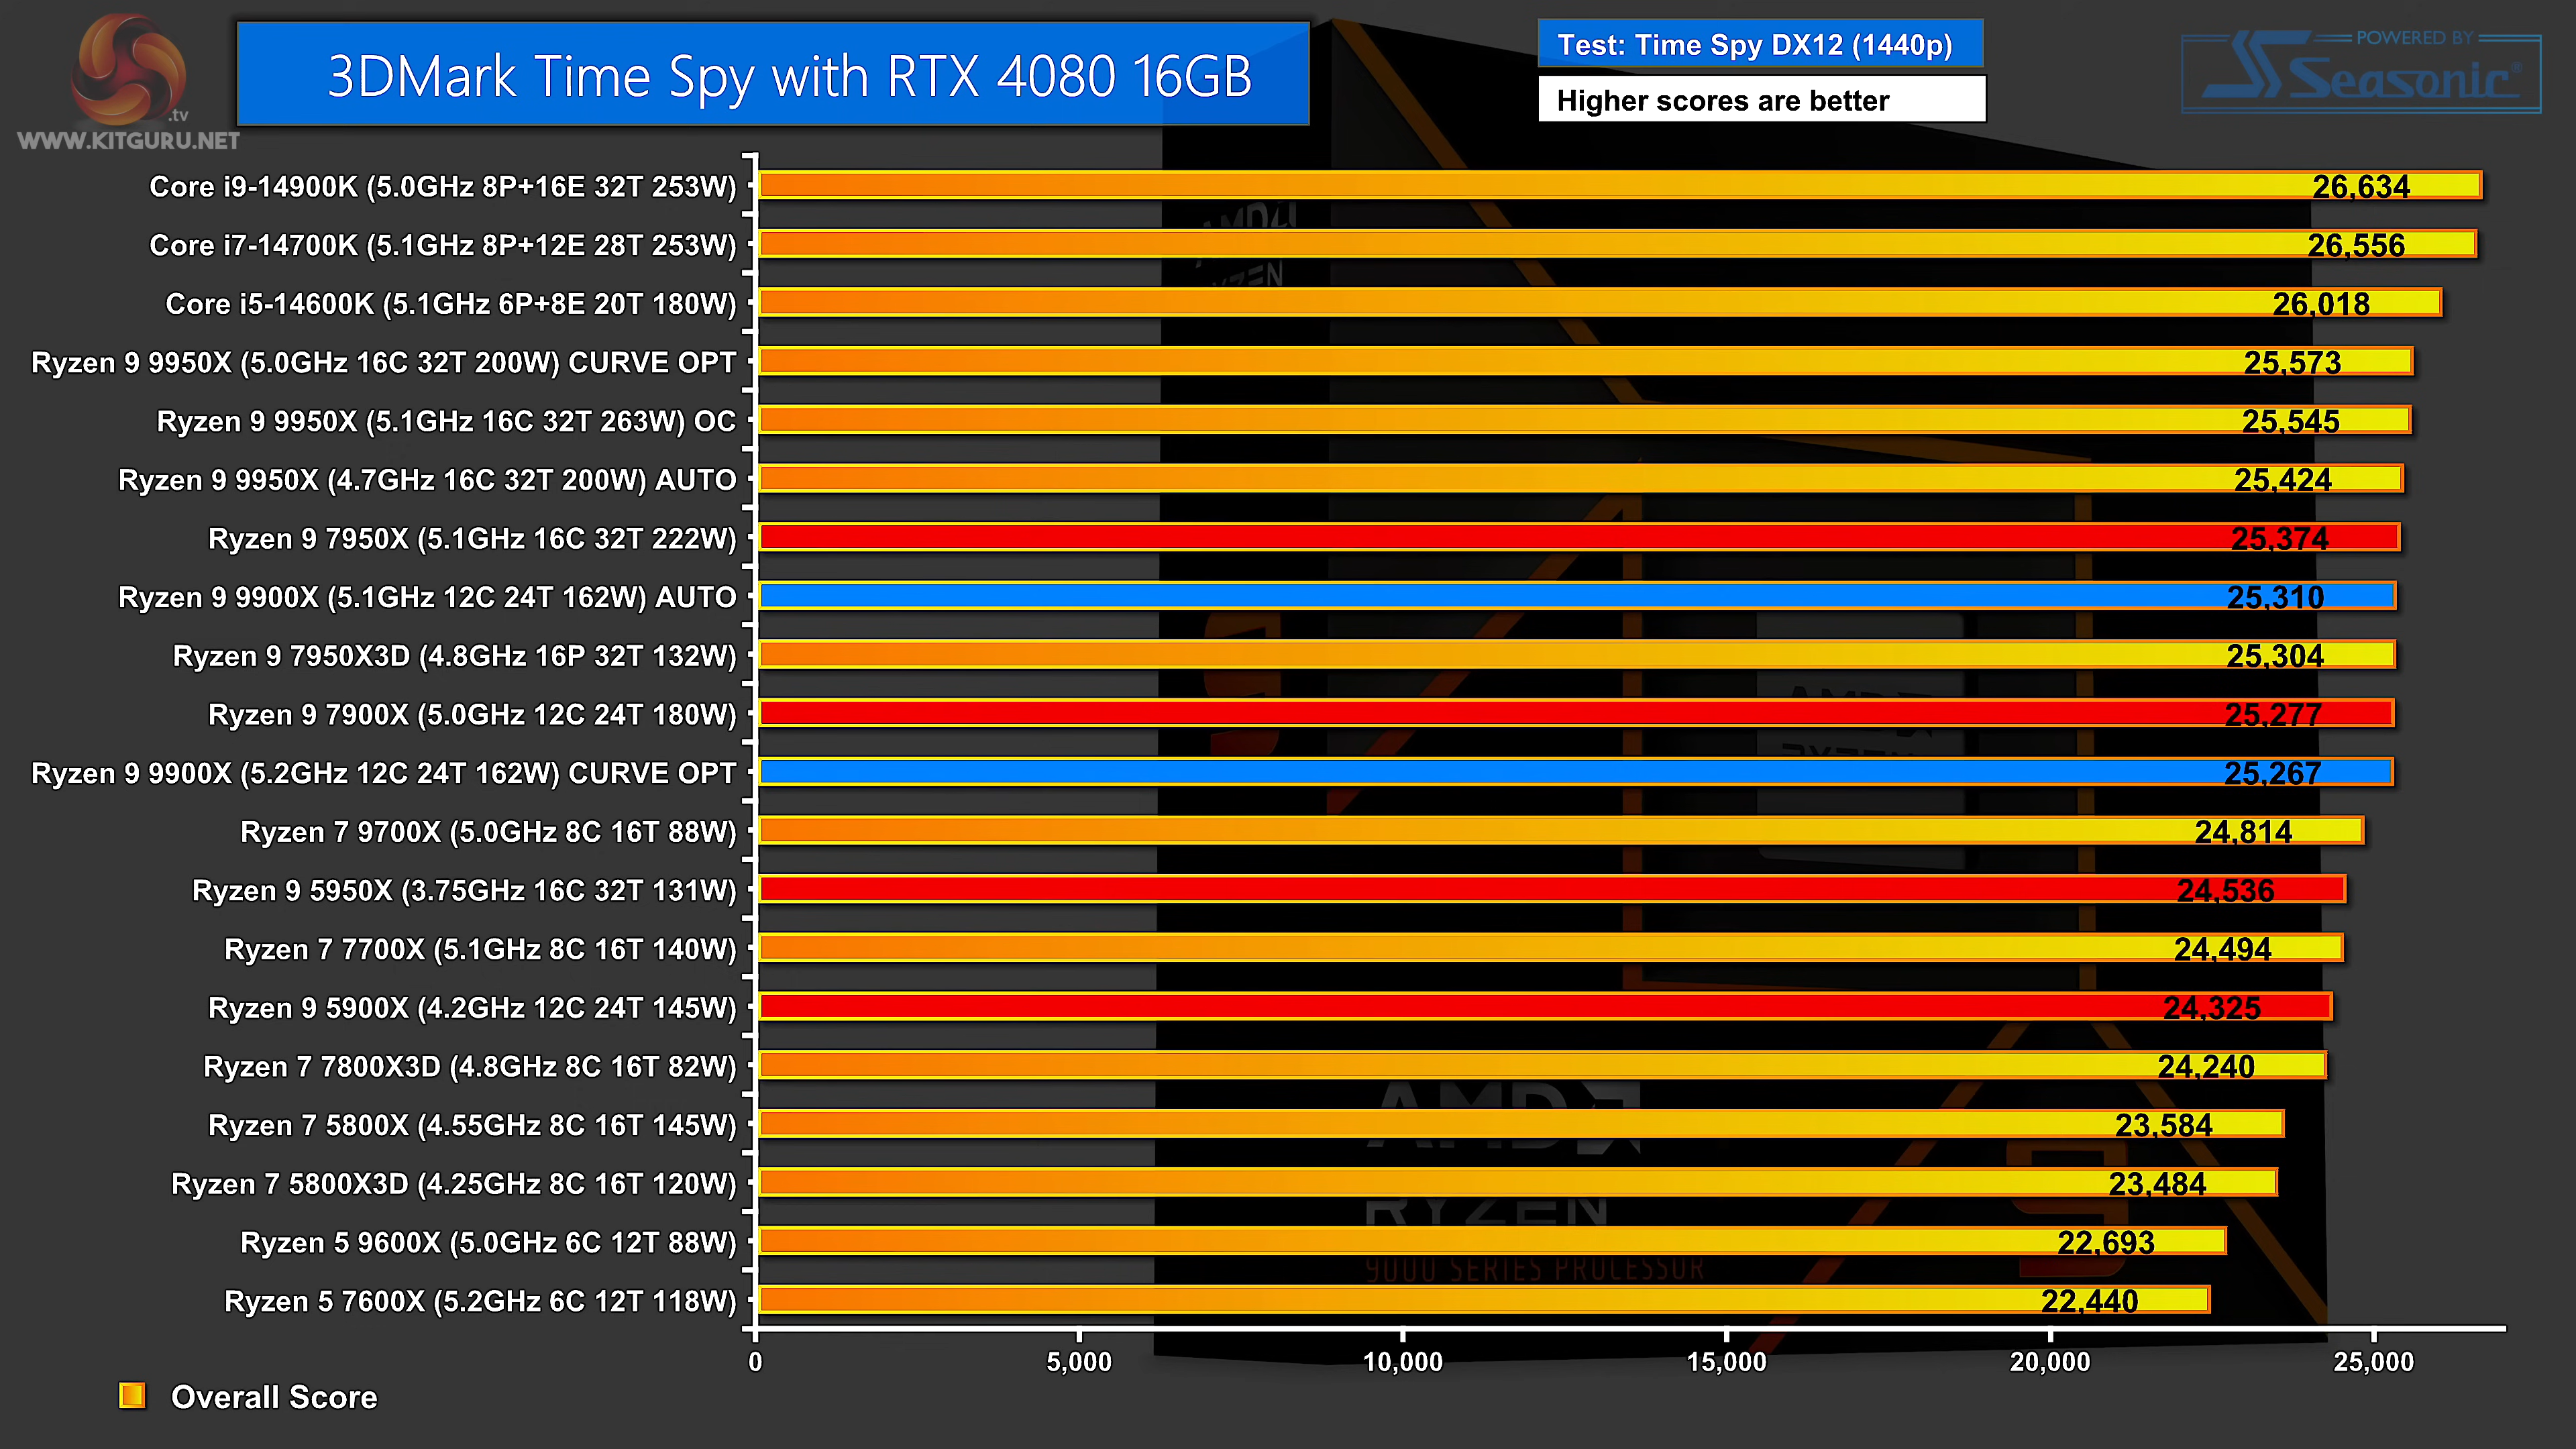 .tv
WWW.KITGURU.NET
3DMark Time Spy with RTX 4080 16GB
Test: Time Spy DX12 (1440p)
Higher scores are better
POWERED BY
Seasonic®
Core i9-14900K (5.0GHz 8P+16E 32T 253W) 26,634
Core i7-14700K (5.1GHz 8P+12E 28T 253W) 26,556
Core i5-14600K (5.1GHz 6P+8E 20T 180W) 26,018
Ryzen 9 9950X (5.0GHz 16C 32T 200W) CURVE OPT 25,573
Ryzen 9 9950X (5.1GHz 16C 32T 263W) OC 25,545
Ryzen 9 9950X (4.7GHz 16C 32T 200W) AUTO 25,424
Ryzen 9 7950X (5.1GHz 16C 32T 222W) 25,374
Ryzen 9 9900X (5.1GHz 12C 24T 162W) AUTO 25,310
Ryzen 9 7950X3D (4.8GHz 16P 32T 132W) 25,304
Ryzen 9 7900X (5.0GHz 12C 24T 180W) 25,277
Ryzen 9 9900X (5.2GHz 12C 24T 162W) CURVE OPT 25,267
Ryzen 7 9700X (5.0GHz 8C 16T 88W) 24,814
Ryzen 9 5950X (3.75GHz 16C 32T 131W) 24,536
Ryzen 7 7700X (5.1GHz 8C 16T 140W) 24,494
Ryzen 9 5900X (4.2GHz 12C 24T 145W) 24,325
Ryzen 7 7800X3D (4.8GHz 8C 16T 82W) 24,240
Ryzen 7 5800X (4.55GHz 8C 16T 145W) 23,584
Ryzen 7 5800X3D (4.25GHz 8C 16T 120W) 23,484
Ryzen 5 9600X (5.0GHz 6C 12T 88W) 22,693
Ryzen 5 7600X (5.2GHz 6C 12T 118W) 22,440
AMD
RYZEN
AMD
RYZEN
AMD
RYZEN
9000 SERIES PROCESSOR
9
0 5,000 10,000 15,000 20,000 25,000
Overall Score